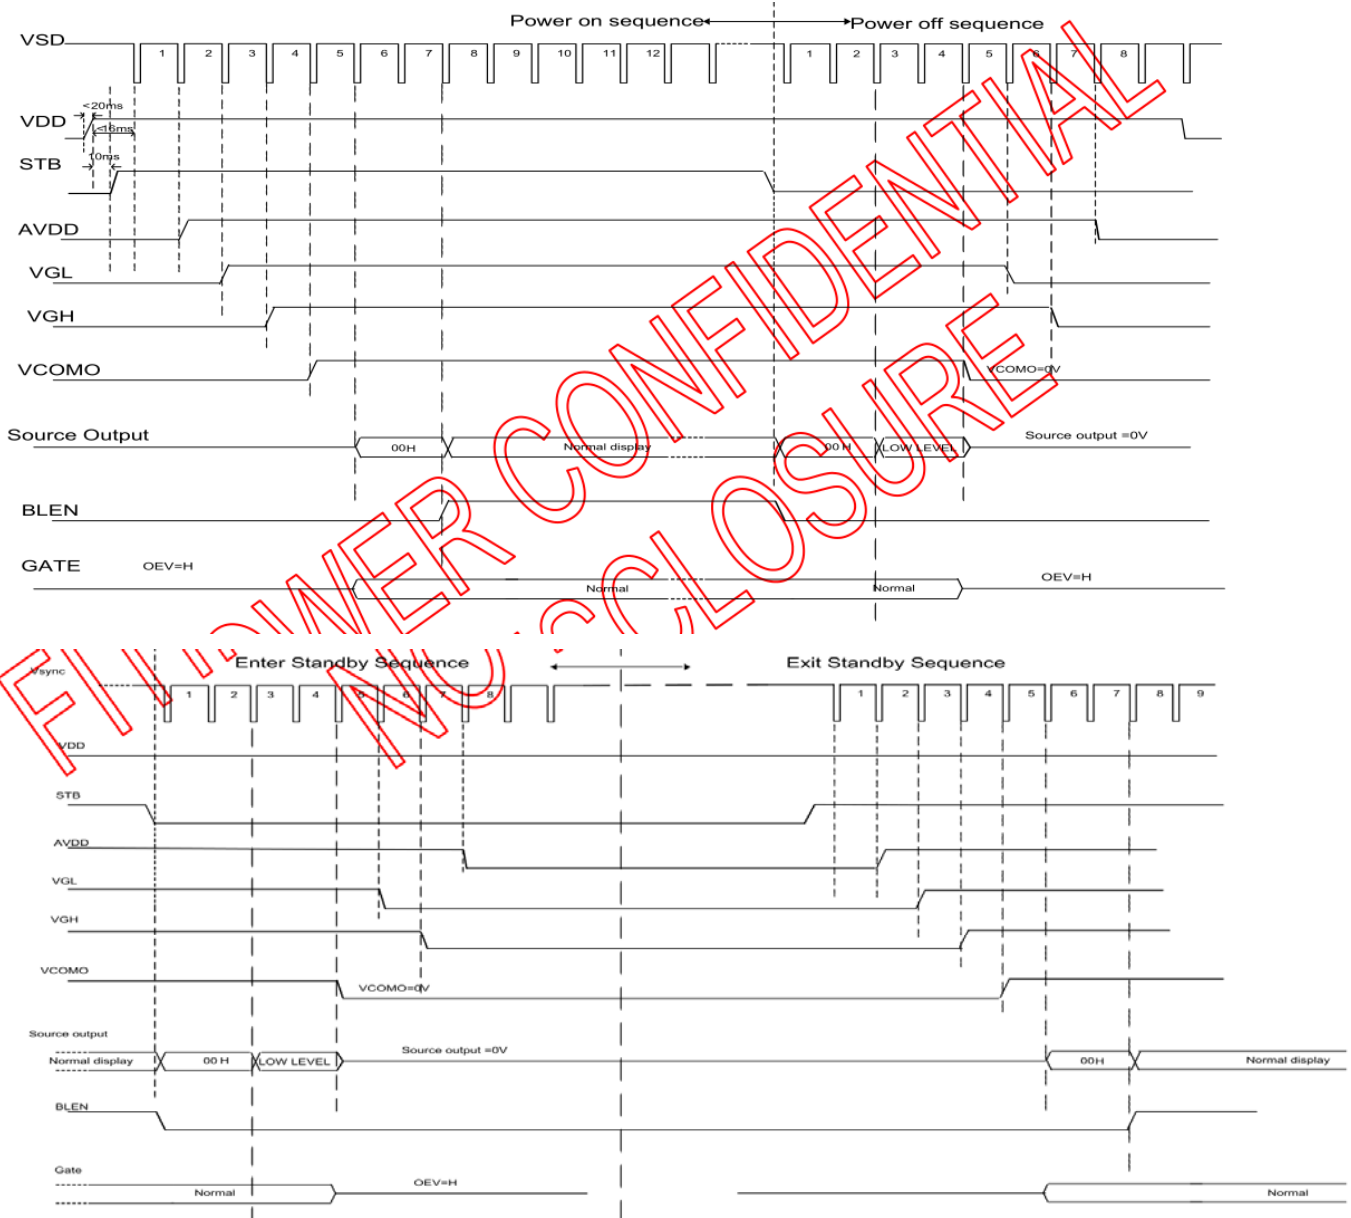 Power on sequence
Power off sequence
VSD
1 2 3 4 5 6 7 8 9 10 11 12 1 2 3 4 5 6 7 8
<20ms
VDD
<16ms
10ms
STB
AVDD
VGL
VGH
VCOMO
VCOMO=0V
Source Output
00H
Normal display
00 H
LOW LEVEL
Source output =0V
BLEN
GATE
OEV=H
Normal
Normal
OEV=H
FITIPOWER CONFIDENTIAL
Enter Standby Sequence
Exit Standby Sequence
Vsync
1 2 3 4 5 6 7 8 1 2 3 4 5 6 7 8 9
VDD
STB
AVDD
VGL
VGH
VCOMO
VCOMO=0V
Source output
Normal display
00 H
LOW LEVEL
Source output =0V
00H
Normal display
BLEN
Gate
Normal
OEV=H
Normal